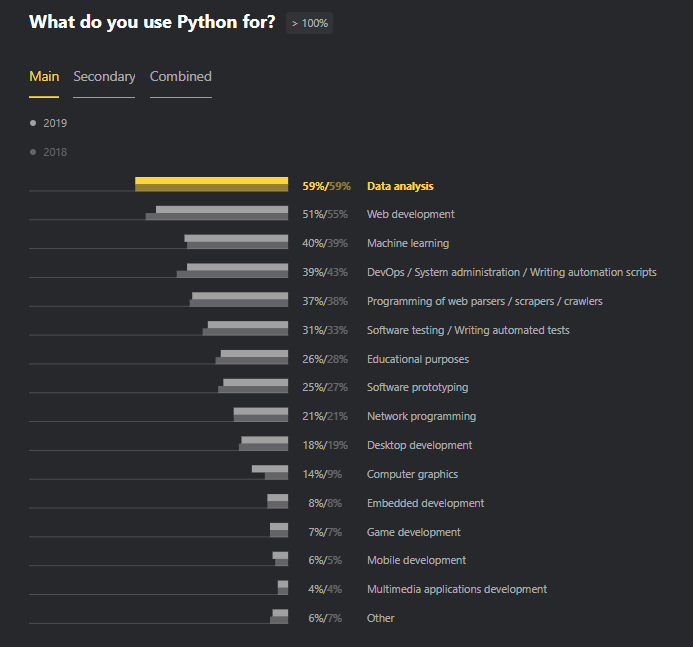 What do you use Python for? > 100%
Main Secondary Combined
2019
2018
59%/59% Data analysis
51%/55% Web development
40%/39% Machine learning
39%/43% DevOps / System administration / Writing automation scripts
37%/38% Programming of web parsers / scrapers / crawlers
31%/33% Software testing / Writing automated tests
26%/28% Educational purposes
25%/27% Software prototyping
21%/21% Network programming
18%/19% Desktop development
14%/9% Computer graphics
8%/8% Embedded development
7%/7% Game development
6%/5% Mobile development
4%/4% Multimedia applications development
6%/7% Other